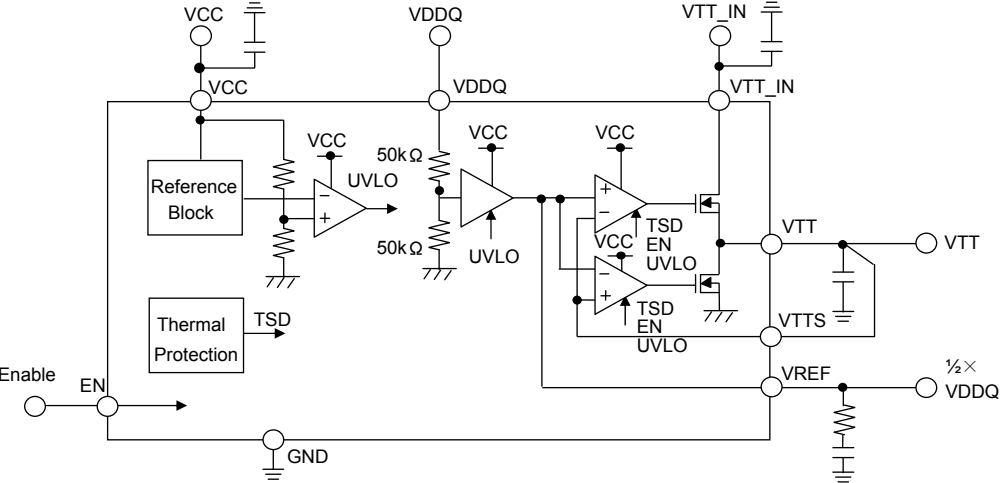 VCC
VDDQ
VTT_IN
VCC
VDDQ
VTT_IN
VCC
VCC
VCC
50kΩ
UVLO
Reference
Block
−
+
+
−
TSD
EN
UVLO
VTT
VTT
50kΩ
UVLO
VCC
−
+
TSD
EN
UVLO
Thermal
Protection
TSD
VTTS
Enable
EN
VREF
½×
VDDQ
GND